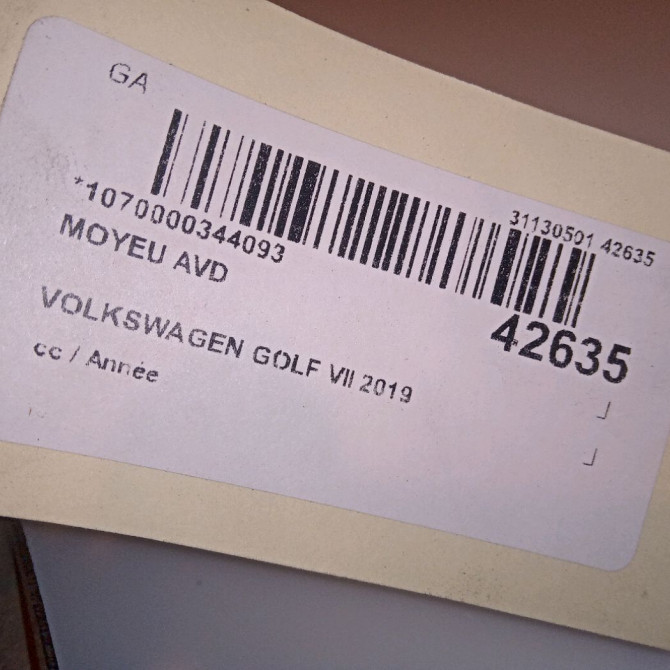 GA
31130501 42635
*1070000344093
42635
MOYEU AVD
VOLKSWAGEN GOLF VII 2019
cc / Année